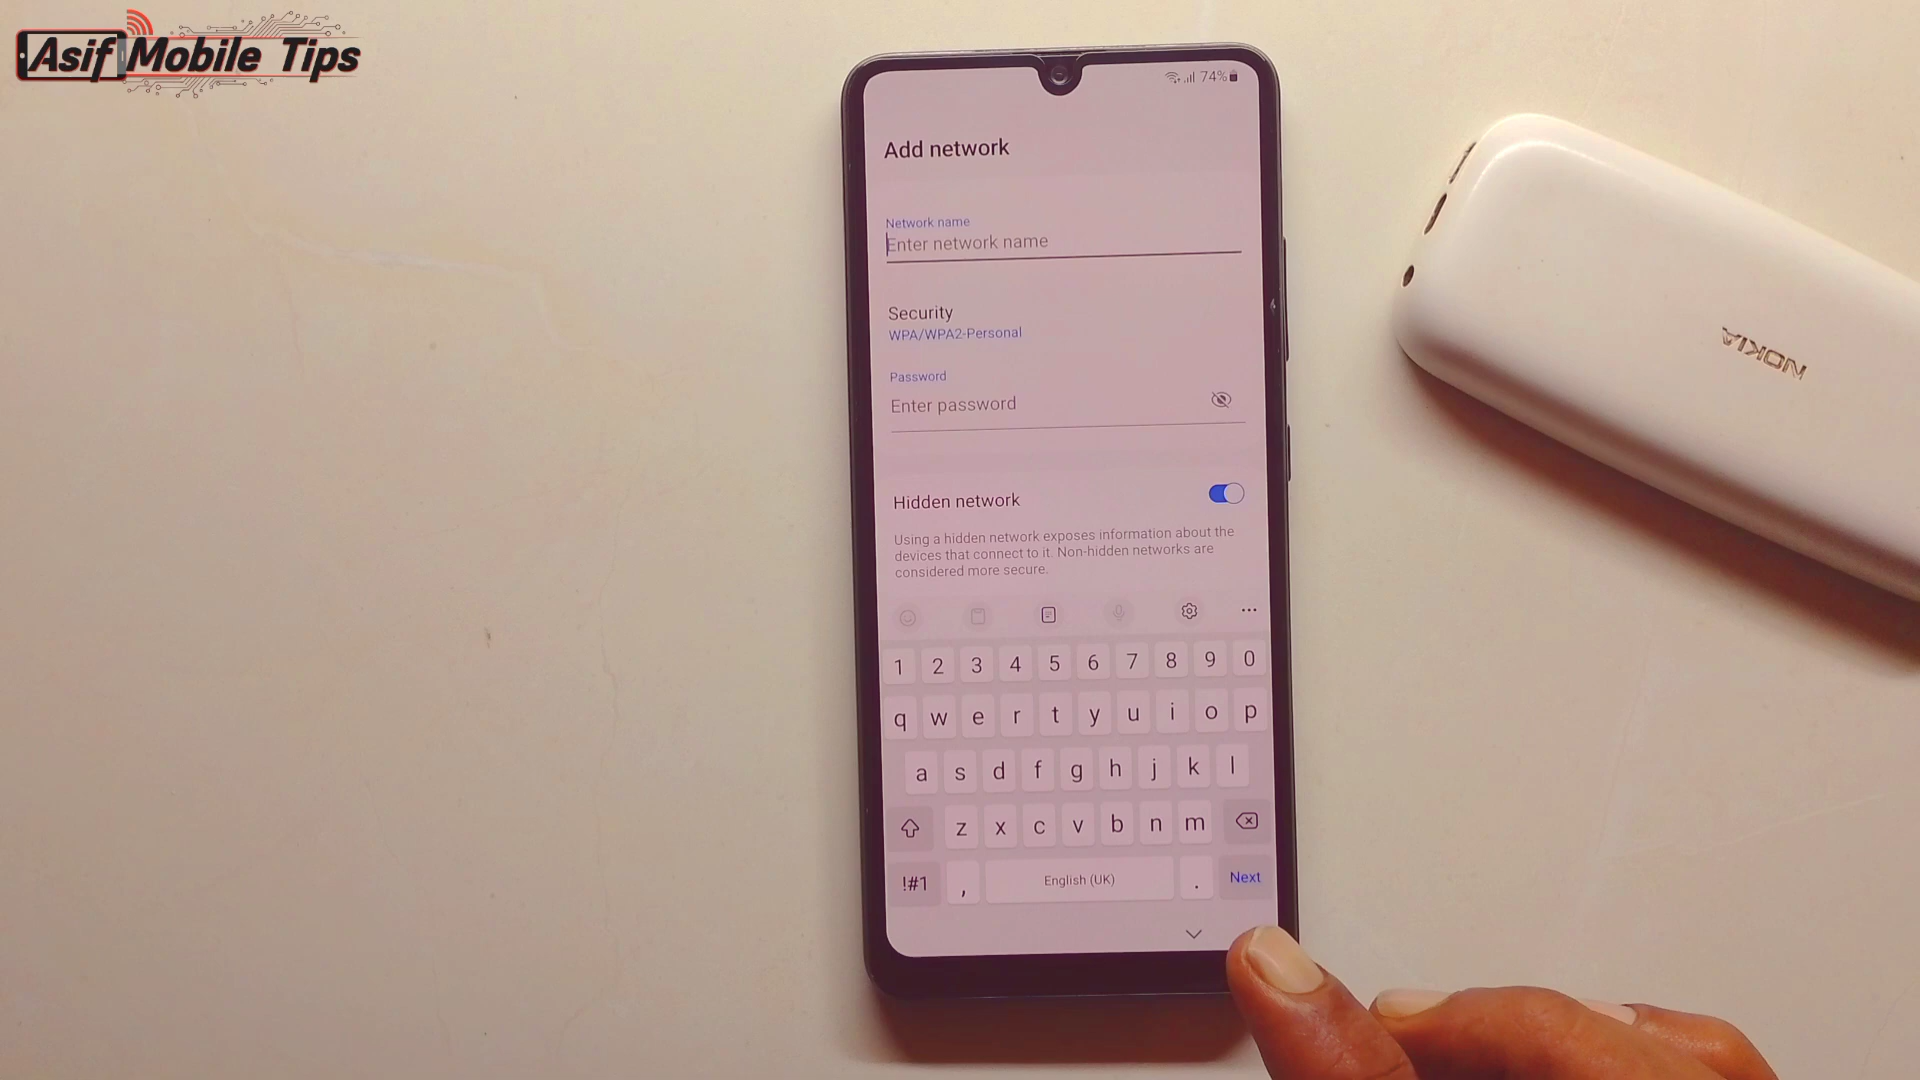 Asif Mobile Tips
74%
Add network
Network name
Enter network name
Security
WPA/WPA2-Personal
Password
Enter password
Hidden network
Using a hidden network exposes information about the
devices that connect to it. Non-hidden networks are
considered more secure.
1 2 3 4 5 6 7 8 9 0
q w e r t y u i o p
a s d f g h j k l
z x c v b n m
!#1 , English (UK) . Next
NOKIA